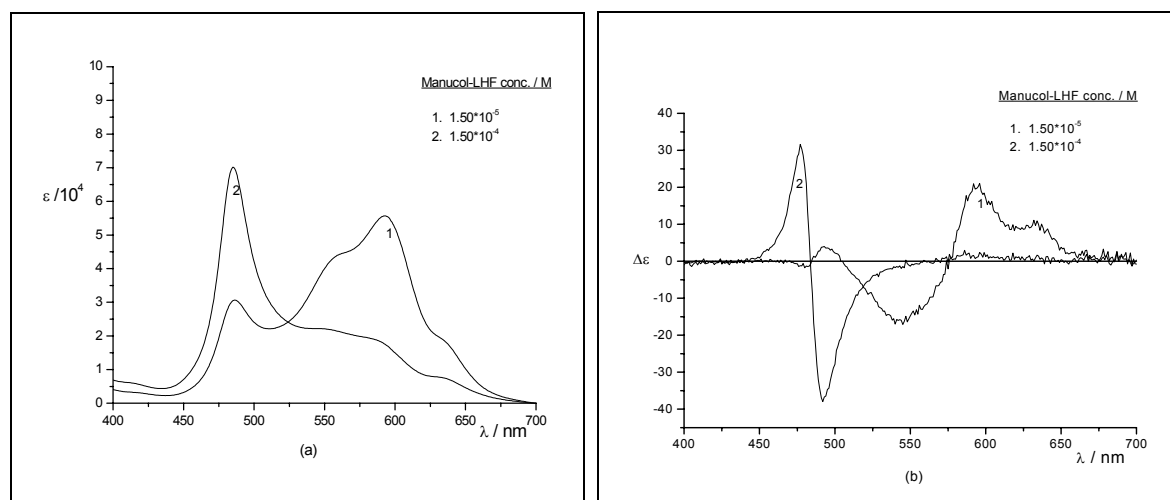 10
9
8
7
6
5
4
3
2
1
0
ε /10⁴
Manucol-LHF conc. / M
1. 1.50*10⁻⁵
2. 1.50*10⁻⁴
2
1
400 450 500 550 600 650 700
λ / nm
(a)
Manucol-LHF conc. / M
1. 1.50*10⁻⁵
2. 1.50*10⁻⁴
40
30
20
10
0
-10
-20
-30
-40
Δε
2
1
400 450 500 550 600 650 700
λ / nm
(b)